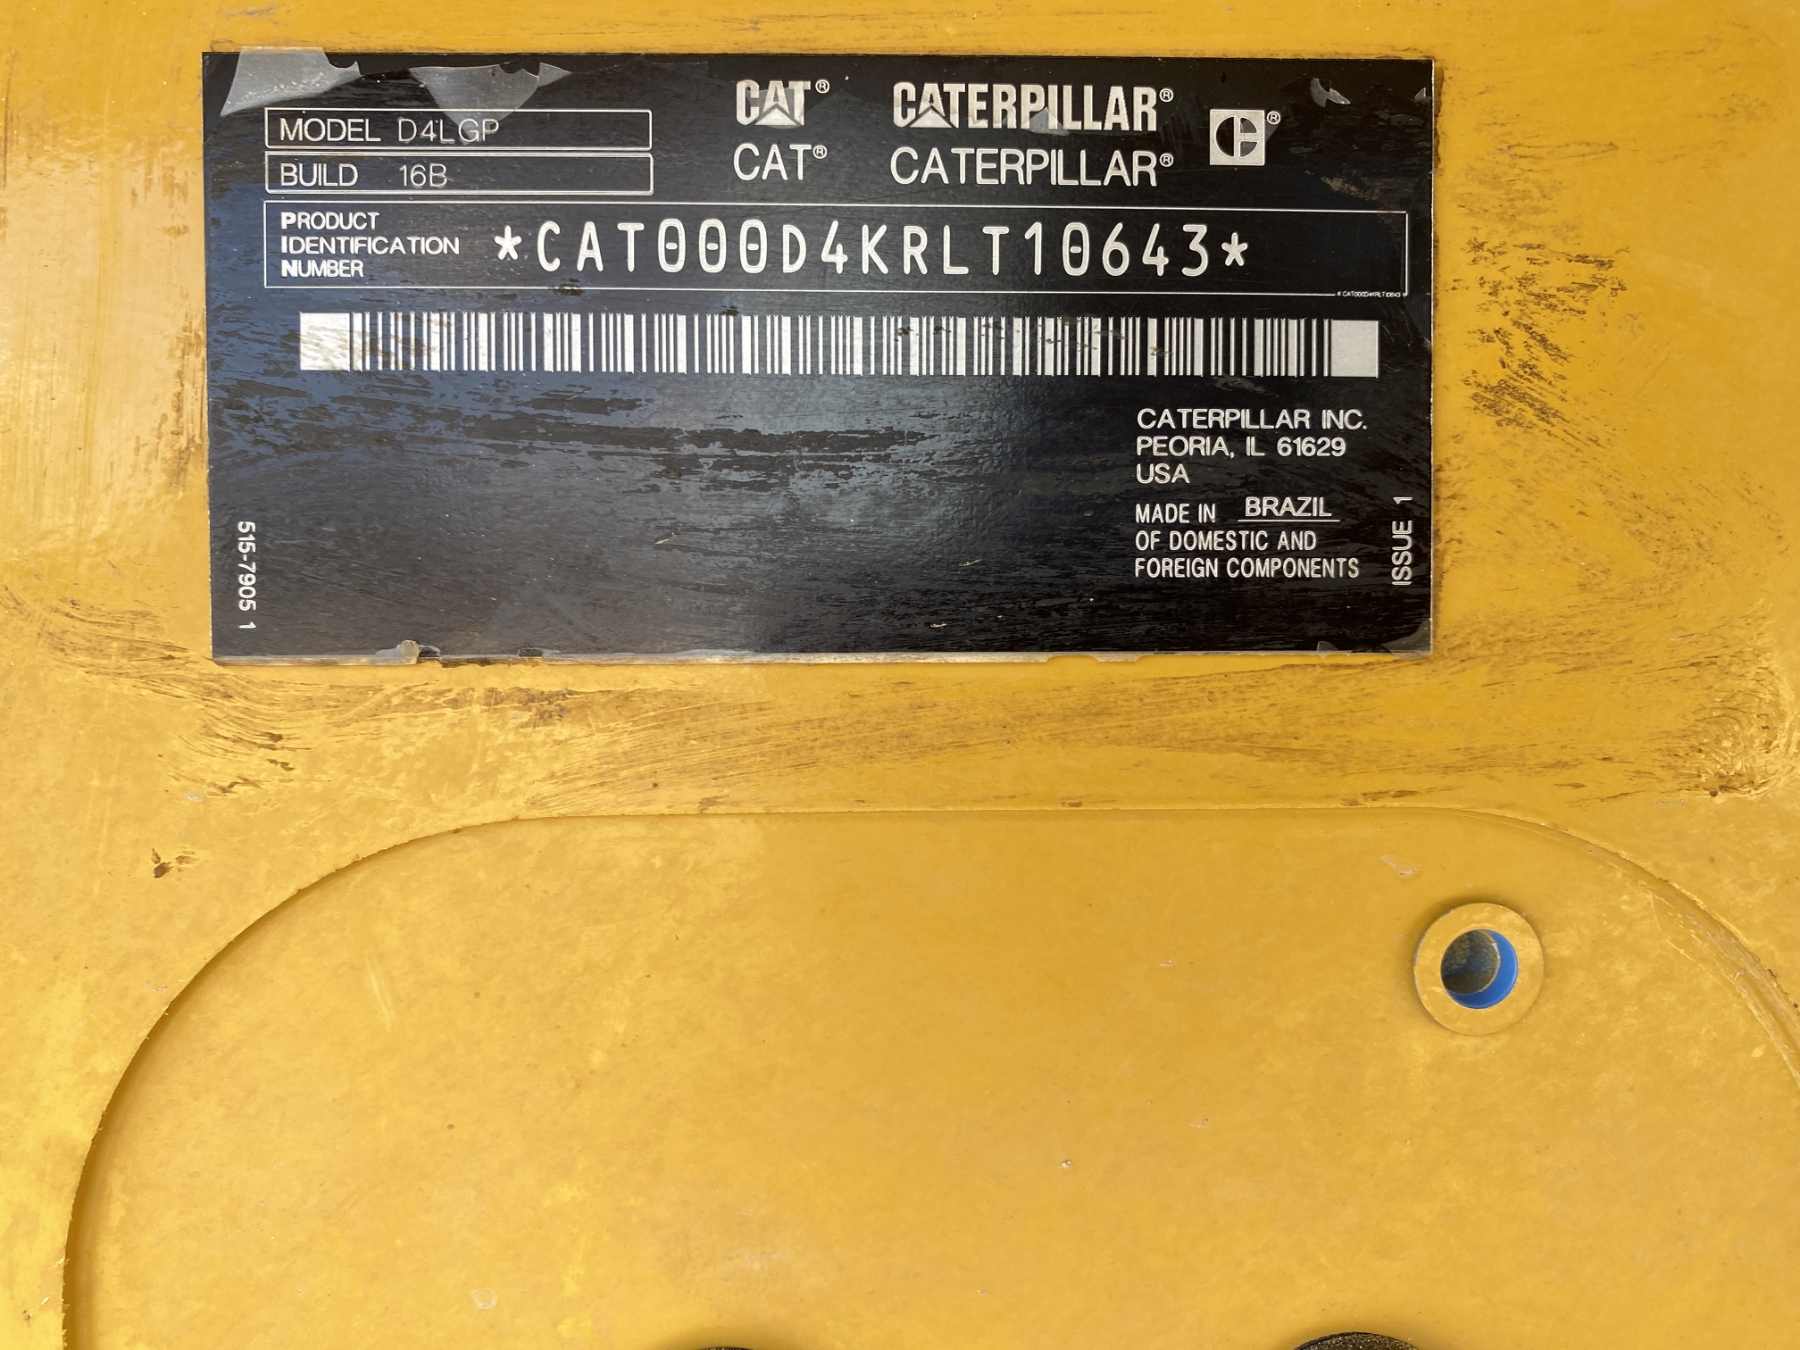 CAT® CATERPILLAR® ®
CAT® CATERPILLAR®
MODEL D4LGP
BUILD 16B
PRODUCT
IDENTIFICATION
NUMBER
*CAT000D4KRLT10643*
*CAT000D4KRLT10643*
CATERPILLAR INC.
PEORIA, IL 61629
USA
MADE IN BRAZIL
OF DOMESTIC AND
FOREIGN COMPONENTS
ISSUE 1
515-7905 1